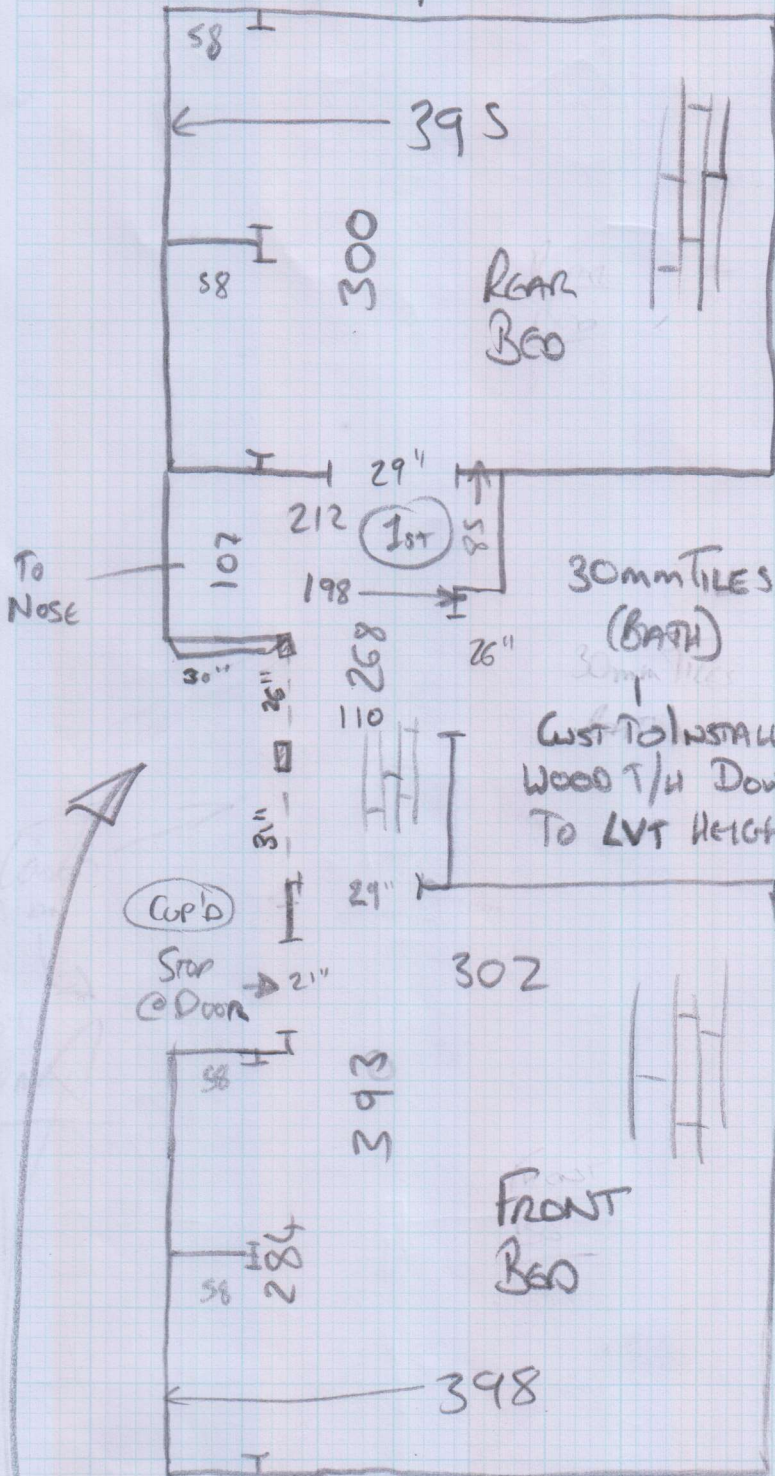 58
395
300
58
REAR
BED
29"
212
1ST
85
107
TO
NOSE
198
30mm TILES
(BATH)
268
26"
30"
26"
110
CUST TO INSTALL
WOOD T/H DOW
TO LVT HEIGH
31"
29"
CUP'D
STOP
@ DOOR
21"
302
58
393
FRONT
BED
284
58
398